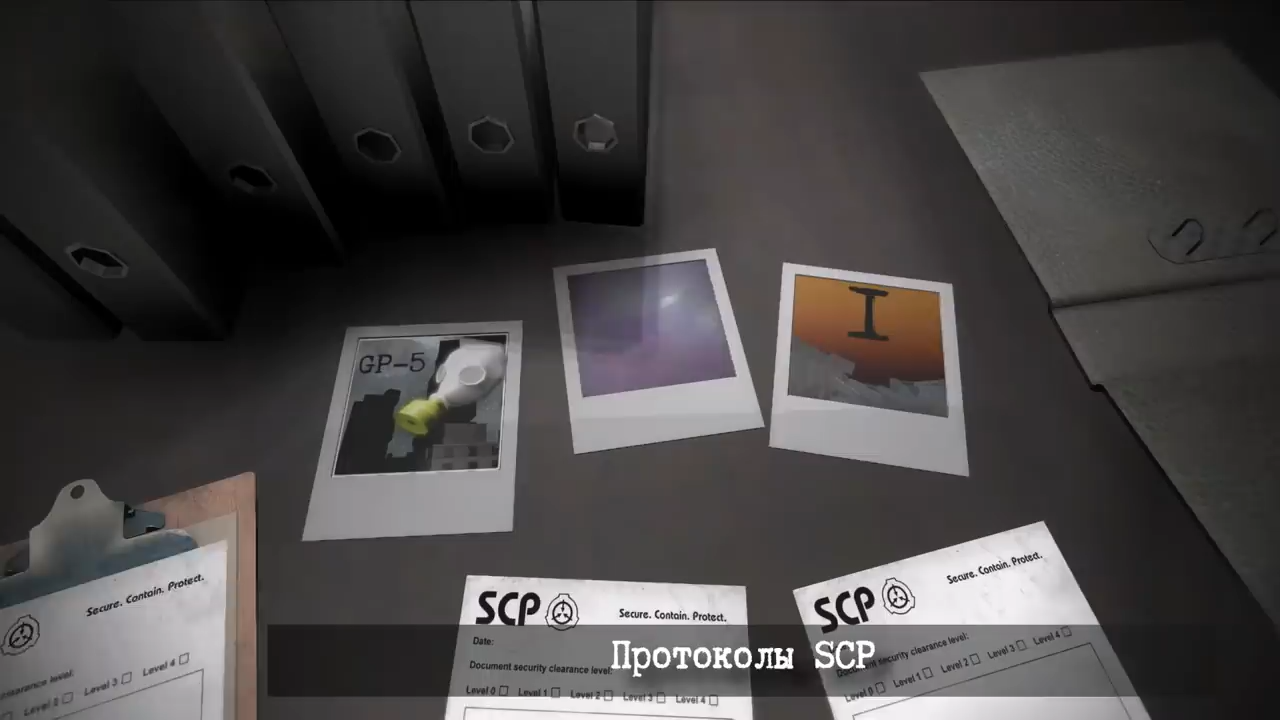 GP-5
I
Secure. Contain. Protect.
Level 3
Level 4
SCP
Secure. Contain. Protect.
Date:
Document security clearance level:
Level 0 Level 1 Level 2 Level 3 Level 4
SCP
Secure. Contain. Protect.
security clearance level:
Level 0 Level 1 Level 2 Level 3 Level 4
Протоколы SCP